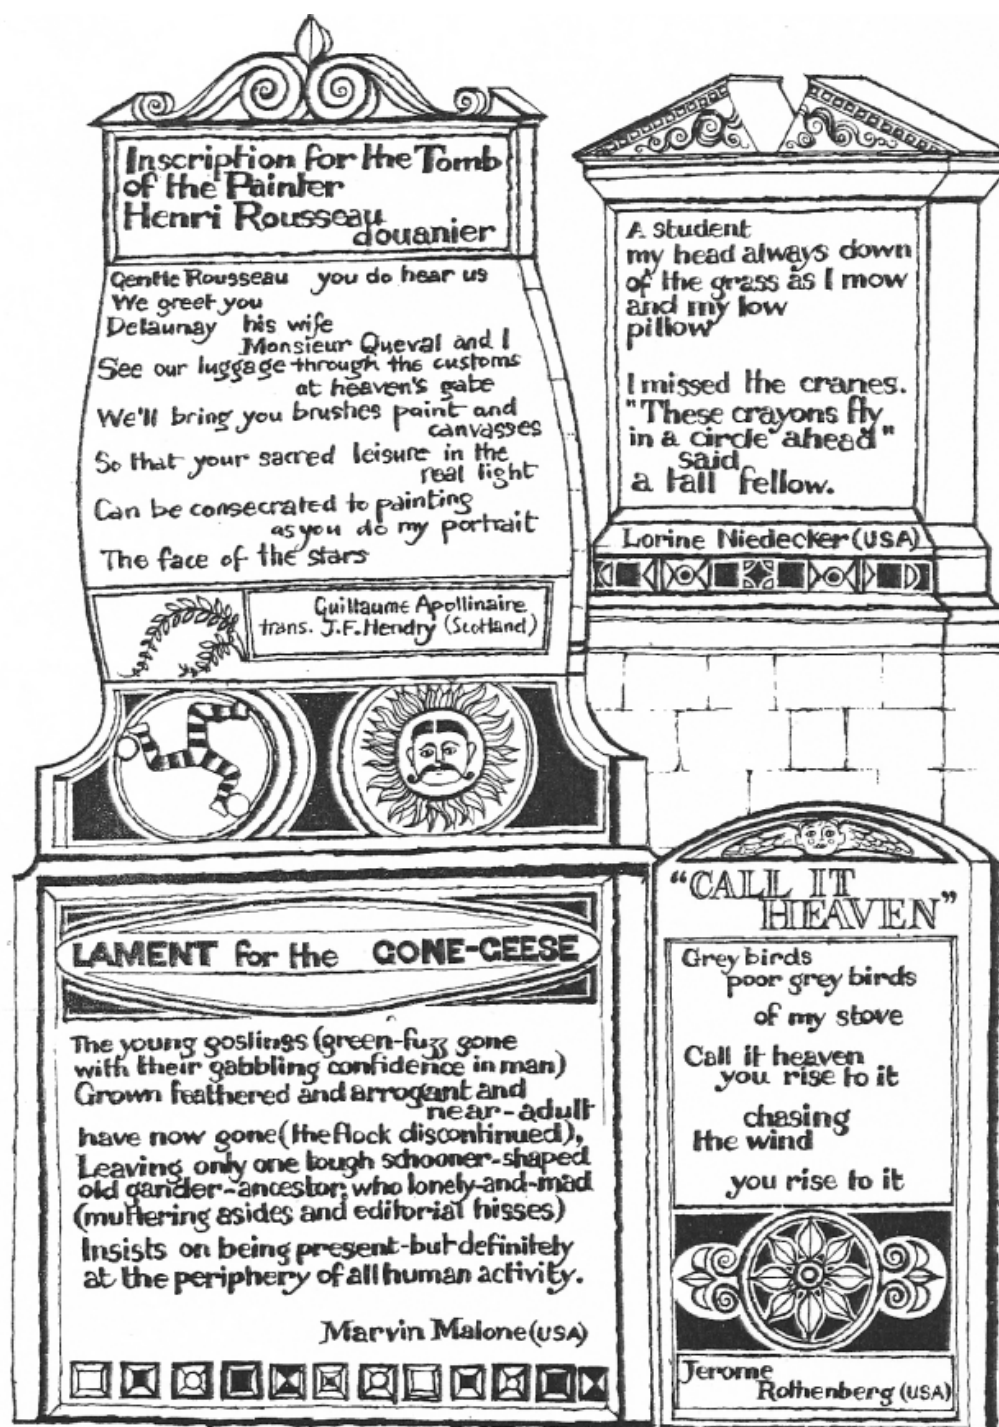 Inscription for the Tomb
of the Painter
Henri Rousseau
douanier
Gentle Rousseau you do hear us
We greet you
Delaunay his wife
Monsieur Queval and I
See our luggage through the customs
at heaven's gate
We'll bring you brushes paint and
canvasses
So that your sacred leisure in the
real light
Can be consecrated to painting
as you do my portrait
The face of the stars
Guillaume Apollinaire
trans. J.F. Hendry (Scotland)
A student
my head always down
of the grass as I mow
and my low
pillow
I missed the cranes.
"These crayons fly
in a circle ahead"
said
a tall fellow.
Lorine Niedecker (USA)
LAMENT for the GONE-GEESE
The young goslings (green-fuzz gone
with their gabbling confidence in man)
Grown feathered and arrogant and
near-adult
have now gone (the flock discontinued),
Leaving only one tough schooner-shaped
old gander-ancestor, who lonely-and-mad
(muttering asides and editorial hisses)
Insists on being present-but definitely
at the periphery of all human activity.
Marvin Malone (USA)
"CALL IT
HEAVEN"
Grey birds
poor grey birds
of my stove
Call it heaven
you rise to it
chasing
the wind
you rise to it
Jerome
Rothenberg (USA)